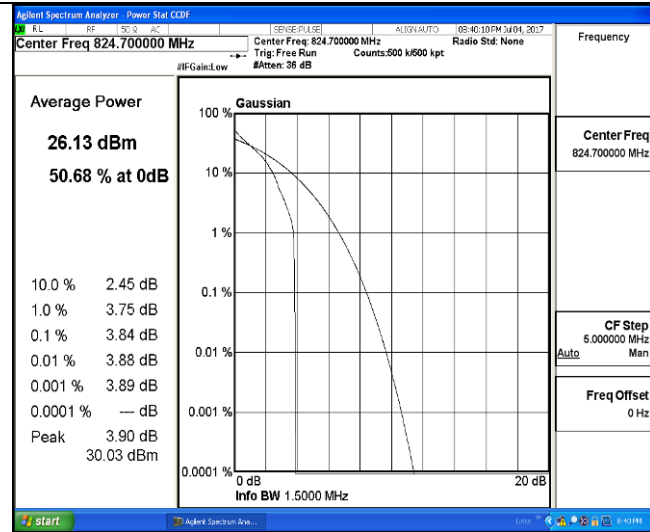 Agilent Spectrum Analyzer - Power Stat CCDF
RL RF 50 Ω AC SENSE:PULSE ALIGN AUTO 08:40:10 PM Jul 04, 2017
Center Freq 824.700000 MHz
Center Freq: 824.700000 MHz Radio Std: None
Trig: Free Run Counts:500 k/500 kpt
#IFGain:Low #Atten: 36 dB
Frequency
Average Power
26.13 dBm
50.68 % at 0dB
10.0 % 2.45 dB
1.0 % 3.75 dB
0.1 % 3.84 dB
0.01 % 3.88 dB
0.001 % 3.89 dB
0.0001 % --- dB
Peak 3.90 dB
30.03 dBm
Gaussian
100 %
10 %
1 %
0.1 %
0.01 %
0.001 %
0.0001 %
0 dB 20 dB
Info BW 1.5000 MHz
Center Freq
824.700000 MHz
CF Step
5.000000 MHz
Auto Man
Freq Offset
0 Hz
start Agilent Spectrum Ana... Links » 8:40 PM